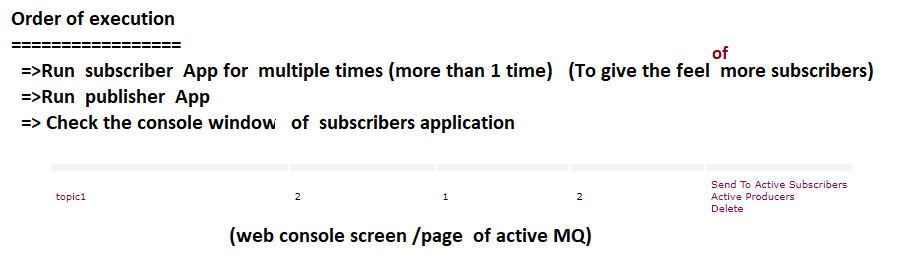 Order of execution
=================
=>Run subscriber App for multiple times (more than 1 time) (To give the feel of more subscribers)
=>Run publisher App
=> Check the console window of subscribers application
topic1 2 1 2 Send To Active Subscribers
Active Producers
Delete
(web console screen /page of active MQ)